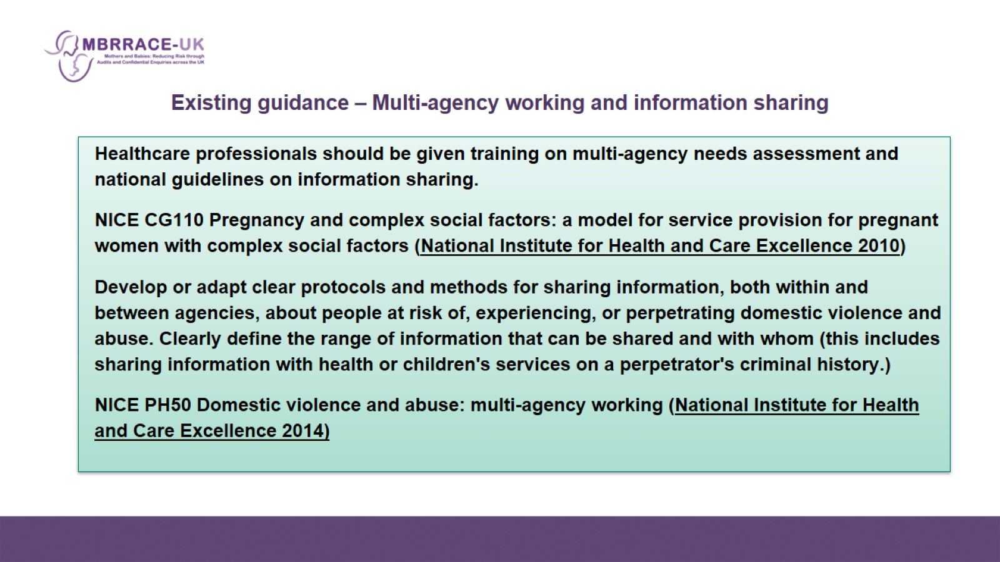 MBRRACE-UK
Mothers and Babies: Reducing Risk through
Audits and Confidential Enquiries across the UK
Existing guidance – Multi-agency working and information sharing
Healthcare professionals should be given training on multi-agency needs assessment and
national guidelines on information sharing.
NICE CG110 Pregnancy and complex social factors: a model for service provision for pregnant
women with complex social factors (National Institute for Health and Care Excellence 2010)
Develop or adapt clear protocols and methods for sharing information, both within and
between agencies, about people at risk of, experiencing, or perpetrating domestic violence and
abuse. Clearly define the range of information that can be shared and with whom (this includes
sharing information with health or children's services on a perpetrator's criminal history.)
NICE PH50 Domestic violence and abuse: multi-agency working (National Institute for Health
and Care Excellence 2014)